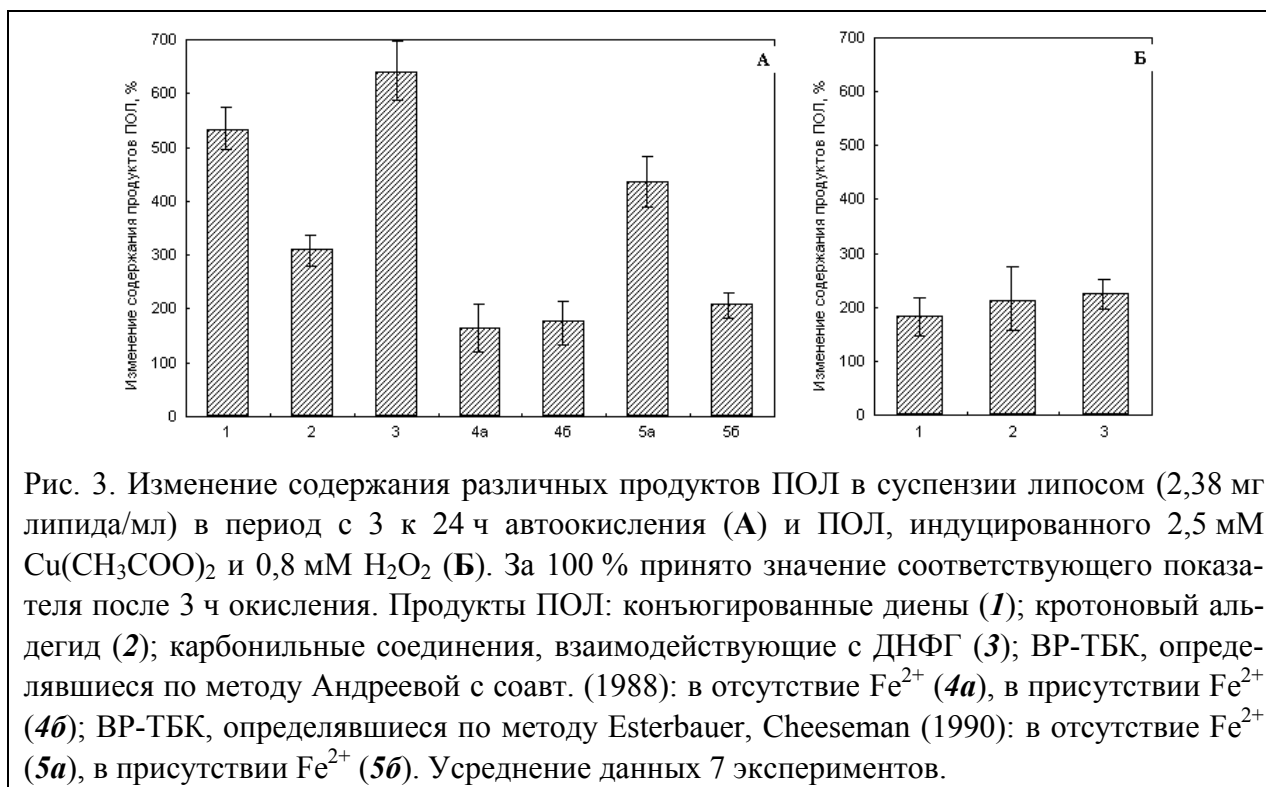 700
600
500
400
300
200
100
0
Изменение содержания продуктов ПОЛ, %
А
1 2 3 4а 4б 5а 5б
700
600
500
400
300
200
100
0
Изменение содержания продуктов ПОЛ, %
Б
1 2 3
Рис. 3. Изменение содержания различных продуктов ПОЛ в суспензии липосом (2,38 мг
липида/мл) в период с 3 к 24 ч автоокисления (А) и ПОЛ, индуцированного 2,5 мМ
Cu(CH₃COO)₂ и 0,8 мМ H₂O₂ (Б). За 100 % принято значение соответствующего показа-
теля после 3 ч окисления. Продукты ПОЛ: конъюгированные диены (1); кротоновый аль-
дегид (2); карбонильные соединения, взаимодействующие с ДНФГ (3); ВР-ТБК, опреде-
лявшиеся по методу Андреевой с соавт. (1988): в отсутствие Fe²⁺ (4а), в присутствии Fe²⁺
(4б); ВР-ТБК, определявшиеся по методу Esterbauer, Cheeseman (1990): в отсутствие Fe²⁺
(5а), в присутствии Fe²⁺ (5б). Усреднение данных 7 экспериментов.